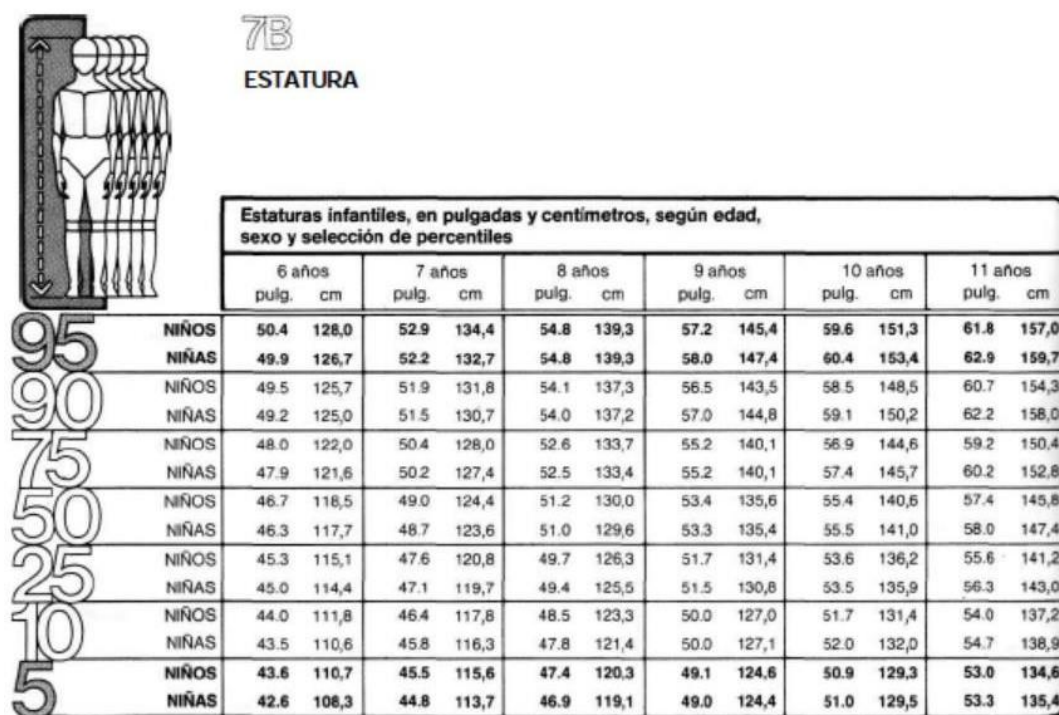 7B
ESTATURA
Estaturas infantiles, en pulgadas y centímetros, según edad,
sexo y selección de percentiles
6 años 7 años 8 años 9 años 10 años 11 años
pulg. cm pulg. cm pulg. cm pulg. cm pulg. cm pulg. cm
95 NIÑOS 50.4 128,0 52.9 134,4 54.8 139,3 57.2 145,4 59.6 151,3 61.8 157,0
NIÑAS 49.9 126,7 52.2 132,7 54.8 139,3 58.0 147,4 60.4 153,4 62.9 159,7
90 NIÑOS 49.5 125,7 51.9 131,8 54.1 137,3 56.5 143,5 58.5 148,5 60.7 154,3
NIÑAS 49.2 125,0 51.5 130,7 54.0 137,2 57.0 144,8 59.1 150,2 62.2 158,0
75 NIÑOS 48.0 122,0 50.4 128,0 52.6 133,7 55.2 140,1 56.9 144,6 59.2 150,4
NIÑAS 47.9 121,6 50.2 127,4 52.5 133,4 55.2 140,1 57.4 145,7 60.2 152,8
50 NIÑOS 46.7 118,5 49.0 124,4 51.2 130,0 53.4 135,6 55.4 140,6 57.4 145,8
NIÑAS 46.3 117,7 48.7 123,6 51.0 129,6 53.3 135,4 55.5 141,0 58.0 147,4
25 NIÑOS 45.3 115,1 47.6 120,8 49.7 126,3 51.7 131,4 53.6 136,2 55.6 141,2
NIÑAS 45.0 114,4 47.1 119,7 49.4 125,5 51.5 130,8 53.5 135,9 56.3 143,0
10 NIÑOS 44.0 111,8 46.4 117,8 48.5 123,3 50.0 127,0 51.7 131,4 54.0 137,2
NIÑAS 43.5 110,6 45.8 116,3 47.8 121,4 50.0 127,1 52.0 132,0 54.7 138,9
5 NIÑOS 43.6 110,7 45.5 115,6 47.4 120,3 49.1 124,6 50.9 129,3 53.0 134,6
NIÑAS 42.6 108,3 44.8 113,7 46.9 119,1 49.0 124,4 51.0 129,5 53.3